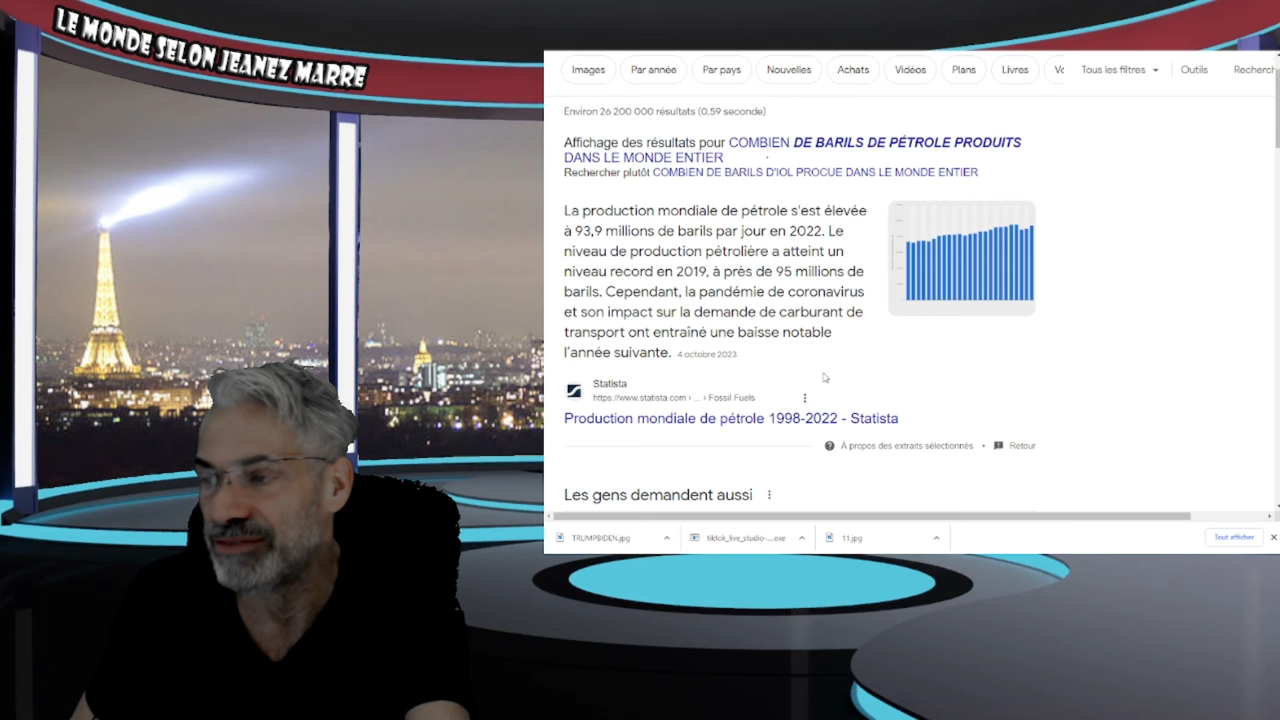 LE MONDE SELON JEANEZ MARRE
Images Par année Par pays Nouvelles Achats Vidéos Plans Livres Tous les filtres Outils
Environ 26 200 000 résultats (0,59 seconde)
Affichage des résultats pour COMBIEN DE BARILS DE PÉTROLE PRODUITS
DANS LE MONDE ENTIER
Rechercher plutôt COMBIEN DE BARILS D'IOL PROCUE DANS LE MONDE ENTIER
La production mondiale de pétrole s'est élevée
à 93,9 millions de barils par jour en 2022. Le
niveau de production pétrolière a atteint un
niveau record en 2019, à près de 95 millions de
barils. Cependant, la pandémie de coronavirus
et son impact sur la demande de carburant de
transport ont entraîné une baisse notable
l'année suivante. 4 octobre 2023
Statista
https://www.statista.com › ... › Fossil Fuels
Production mondiale de pétrole 1998-2022 - Statista
À propos des extraits sélectionnés • Retour
Les gens demandent aussi
TRUMPBIDEN.jpg tiktok_live_studio-....exe 11.jpg Tout afficher